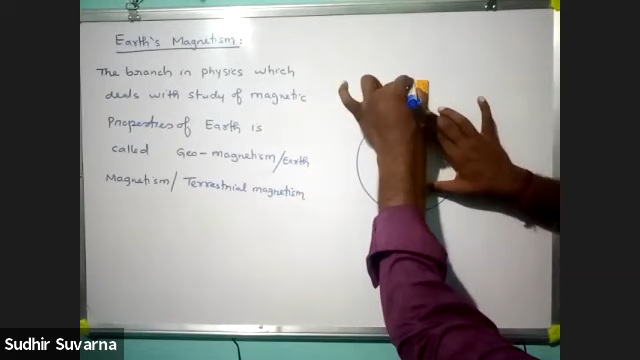 Earth's Magnetism:
The branch in physics which
deals with study of magnetic
Properties of Earth is
called Geo-magnetism/Earth
Magnetism/Terrestrial magnetism
Sudhir Suvarna